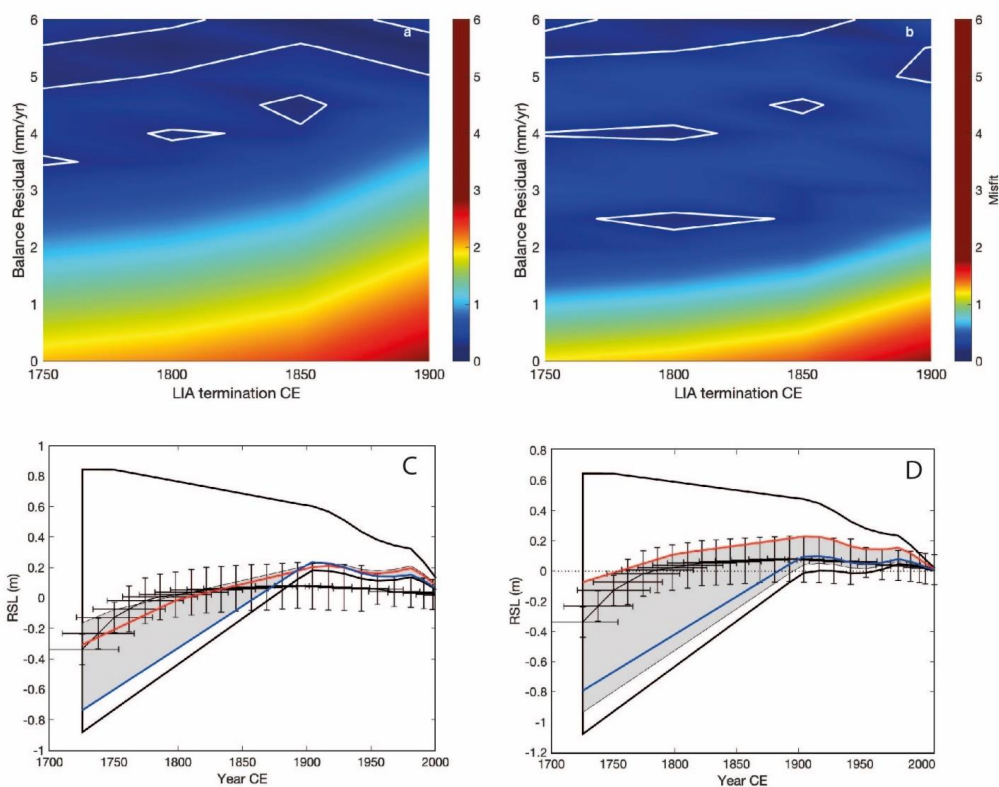 a
Balance Residual (mm/yr)
6
5
4
3
2
1
0
1750 1800 1850 1900
LIA termination CE
6
5
4
3
2
1
0
b
Balance Residual (mm/yr)
6
5
4
3
2
1
0
1750 1800 1850 1900
LIA termination CE
6
5
4
3
2
1
0
Misfit
C
RSL (m)
1
0.8
0.6
0.4
0.2
0
-0.2
-0.4
-0.6
-0.8
-1
1700 1750 1800 1850 1900 1950 2000
Year CE
D
RSL (m)
0.8
0.6
0.4
0.2
0
-0.2
-0.4
-0.6
-0.8
-1
-1.2
1700 1750 1800 1850 1900 1950 2000
Year CE